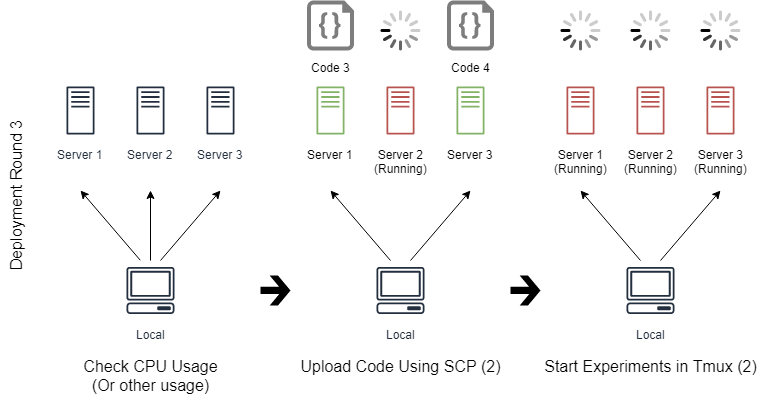 Deployment Round 3
Code 3
Code 4
Server 1
Server 2
Server 3
Server 1
Server 2
(Running)
Server 3
Server 1
(Running)
Server 2
(Running)
Server 3
(Running)
Local
Local
Local
Check CPU Usage
(Or other usage)
Upload Code Using SCP (2)
Start Experiments in Tmux (2)